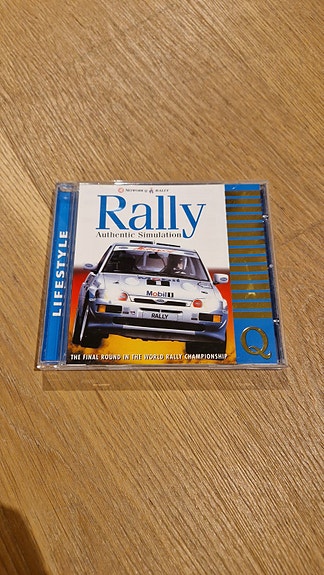 NETWORK Q RALLY
Rally
Authentic Simulation
LIFESTYLE
Mobil 1
RALLY
THE FINAL ROUND IN THE WORLD RALLY CHAMPIONSHIP
Q